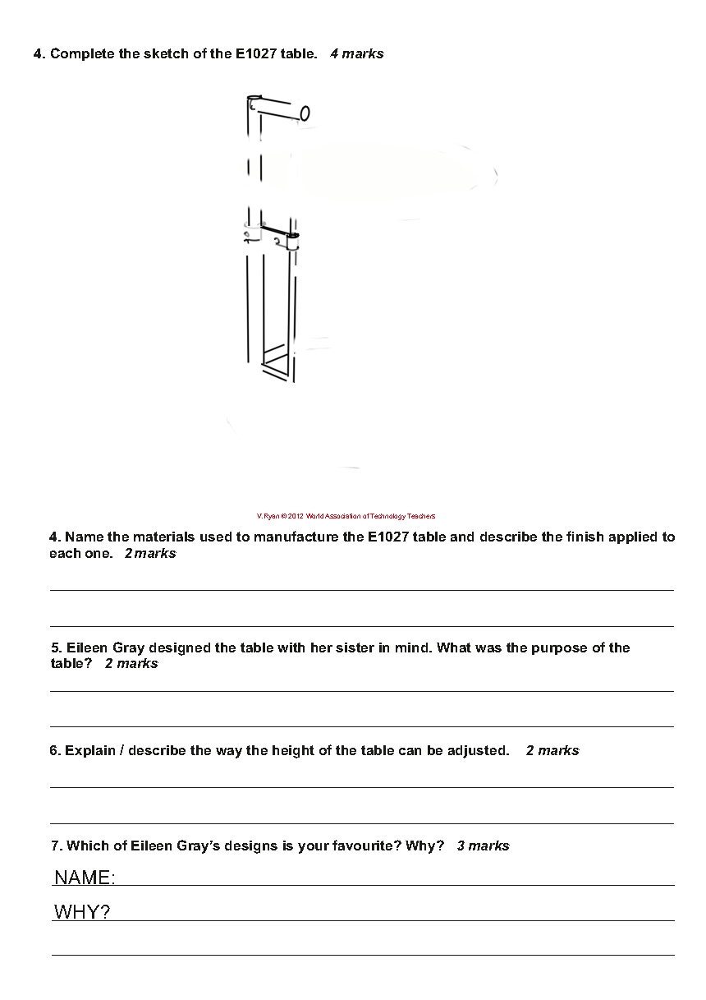 4. Complete the sketch of the E1027 table. 4 marks
V.Ryan © 2012 World Association of Technology Teachers
4. Name the materials used to manufacture the E1027 table and describe the finish applied to
each one. 2 marks
5. Eileen Gray designed the table with her sister in mind. What was the purpose of the
table? 2 marks
6. Explain / describe the way the height of the table can be adjusted. 2 marks
7. Which of Eileen Gray’s designs is your favourite? Why? 3 marks
NAME:
WHY?